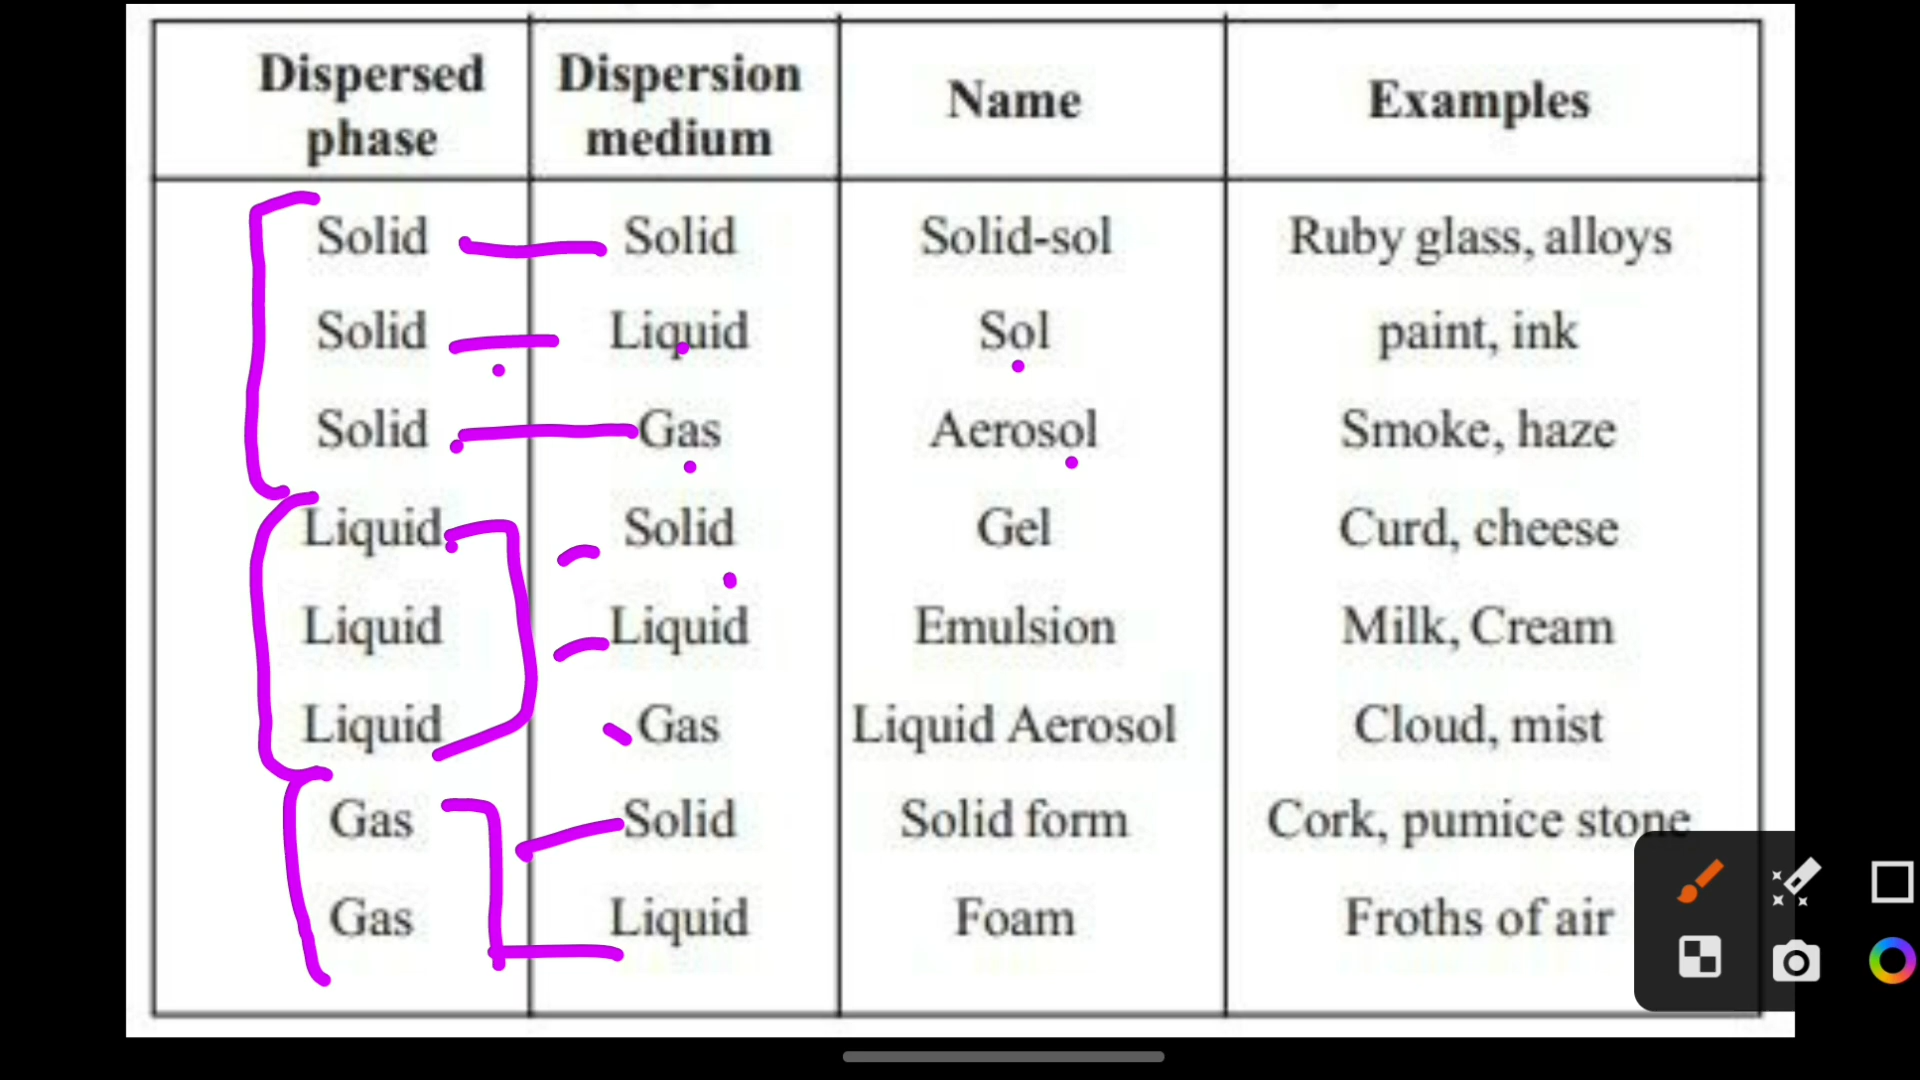 Dispersed phase | Dispersion medium | Name | Examples
Solid | Solid | Solid-sol | Ruby glass, alloys
Solid | Liquid | Sol | paint, ink
Solid | Gas | Aerosol | Smoke, haze
Liquid | Solid | Gel | Curd, cheese
Liquid | Liquid | Emulsion | Milk, Cream
Liquid | Gas | Liquid Aerosol | Cloud, mist
Gas | Solid | Solid form | Cork, pumice stone
Gas | Liquid | Foam | Froths of air